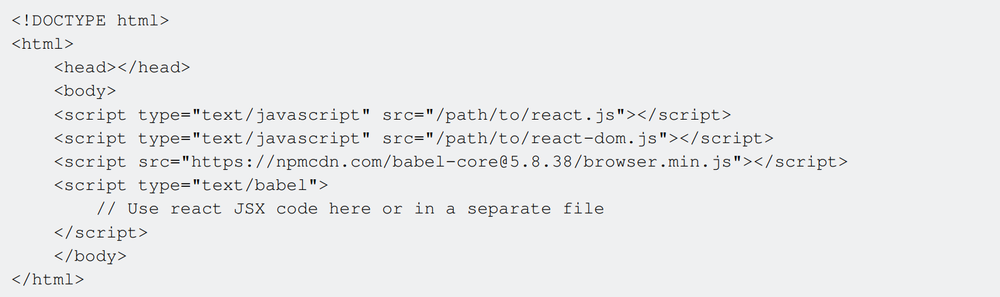 <!DOCTYPE html>
<html>
    <head></head>
    <body>
    <script type="text/javascript" src="/path/to/react.js"></script>
    <script type="text/javascript" src="/path/to/react-dom.js"></script>
    <script src="https://npmcdn.com/babel-core@5.8.38/browser.min.js"></script>
    <script type="text/babel">
        // Use react JSX code here or in a separate file
    </script>
    </body>
</html>